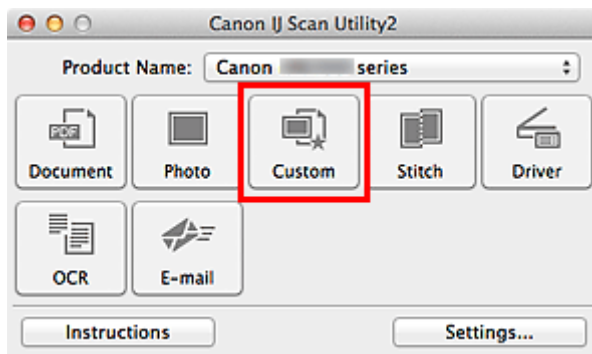 Canon IJ Scan Utility2
Product Name: Canon series
Document Photo Custom Stitch Driver
PDF
OCR E-mail
Instructions Settings...